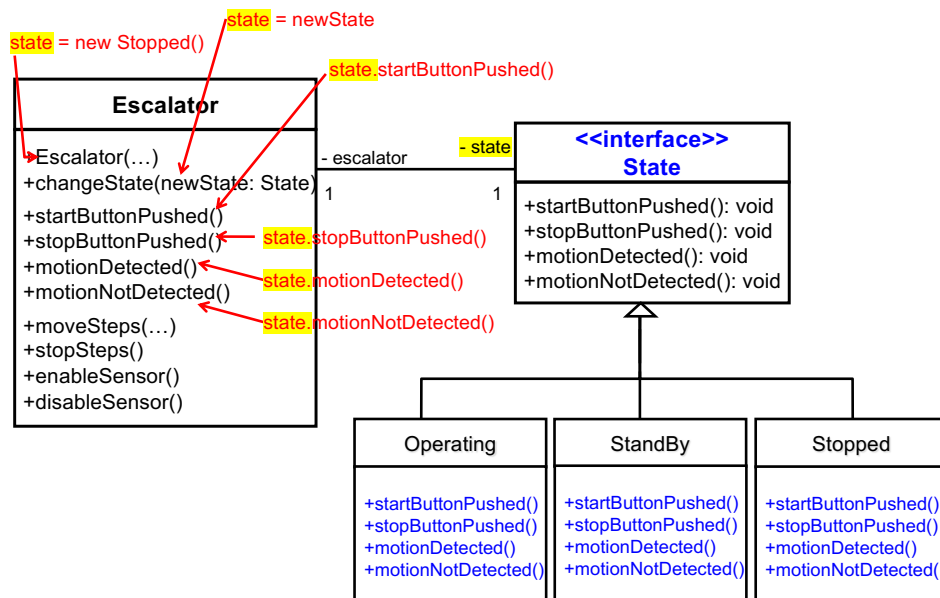 state = newState
state = new Stopped()
state.startButtonPushed()
Escalator
-Escalator(…)
+changeState(newState: State)
+startButtonPushed()
+stopButtonPushed()
+motionDetected()
+motionNotDetected()
+moveSteps(…)
+stopSteps()
+enableSensor()
+disableSensor()
state.stopButtonPushed()
state.motionDetected()
state.motionNotDetected()
- escalator
1
- state
1
<<interface>>
State
+startButtonPushed(): void
+stopButtonPushed(): void
+motionDetected(): void
+motionNotDetected(): void
Operating
+startButtonPushed()
+stopButtonPushed()
+motionDetected()
+motionNotDetected()
StandBy
+startButtonPushed()
+stopButtonPushed()
+motionDetected()
+motionNotDetected()
Stopped
+startButtonPushed()
+stopButtonPushed()
+motionDetected()
+motionNotDetected()